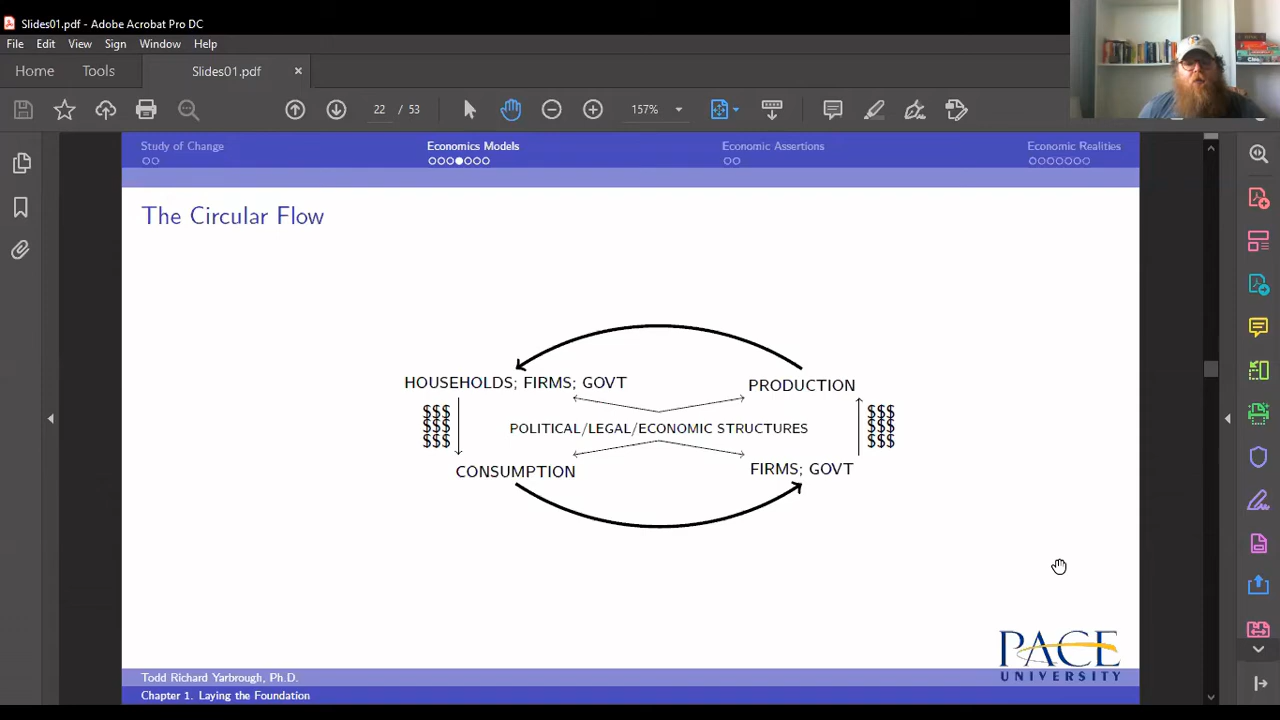 Slides01.pdf - Adobe Acrobat Pro DC
File Edit View Sign Window Help
Home Tools Slides01.pdf ×
22 / 53 157%
Study of Change Economics Models Economic Assertions Economic Realities
The Circular Flow
HOUSEHOLDS; FIRMS; GOVT PRODUCTION
$$$ $$$
$$$ POLITICAL/LEGAL/ECONOMIC STRUCTURES $$$
$$$ $$$
CONSUMPTION FIRMS; GOVT
PACE
UNIVERSITY
Todd Richard Yarbrough, Ph.D.
Chapter 1. Laying the Foundation